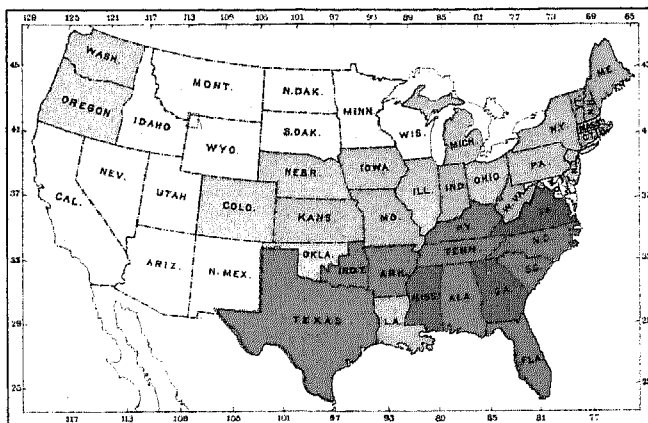 129 125 121 117 113 109 105 101 97 93 89 85 81 77 73 69 65
WASH.
ME.
MONT.
N.DAK.
MINN.
OREGON
IDAHO
S.DAK.
WIS.
MICH.
N.Y.
WYO.
IOWA
PA.
NEBR.
NEV.
ILL.
IND.
OHIO
UTAH
COLO.
W.VA.
VA.
CAL.
KANS.
MO.
KY.
N.C.
TENN.
OKLA.
IND.T.
ARK.
S.C.
ARIZ.
N.MEX.
MISS.
ALA.
GA.
TEXAS
LA.
FLA.
45
41
37
33
29
25
117 113 109 105 101 97 93 89 85 81 77